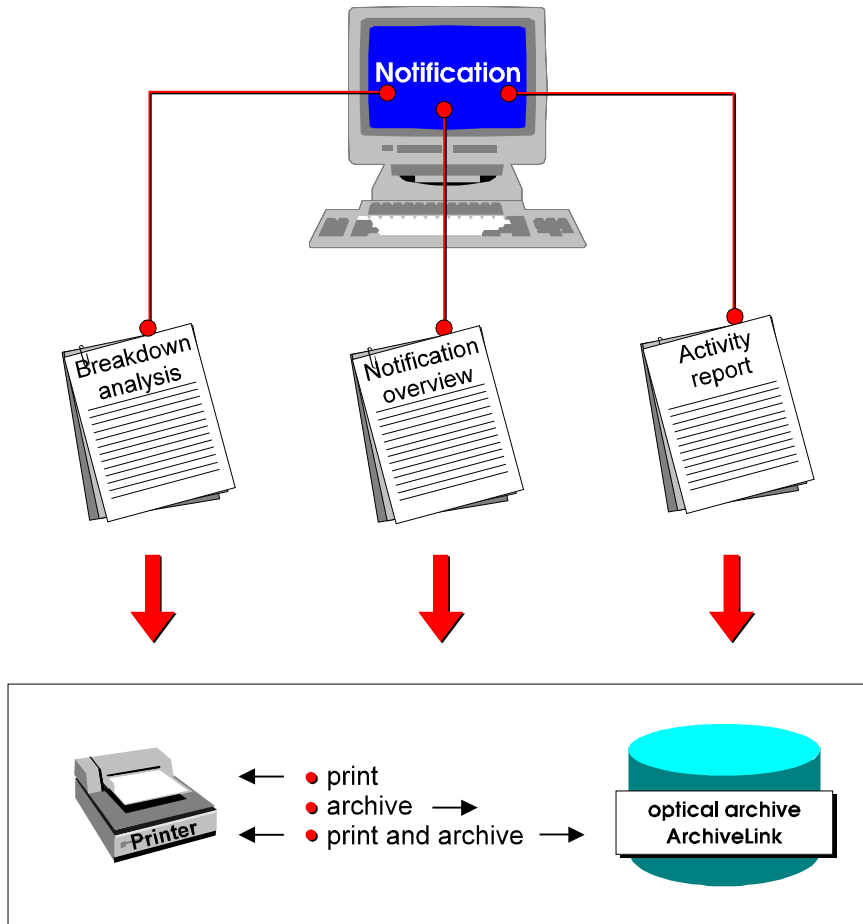 Notification
Breakdown
analysis
Notification
overview
Activity
report
print
archive
print and archive
Printer
optical archive
ArchiveLink